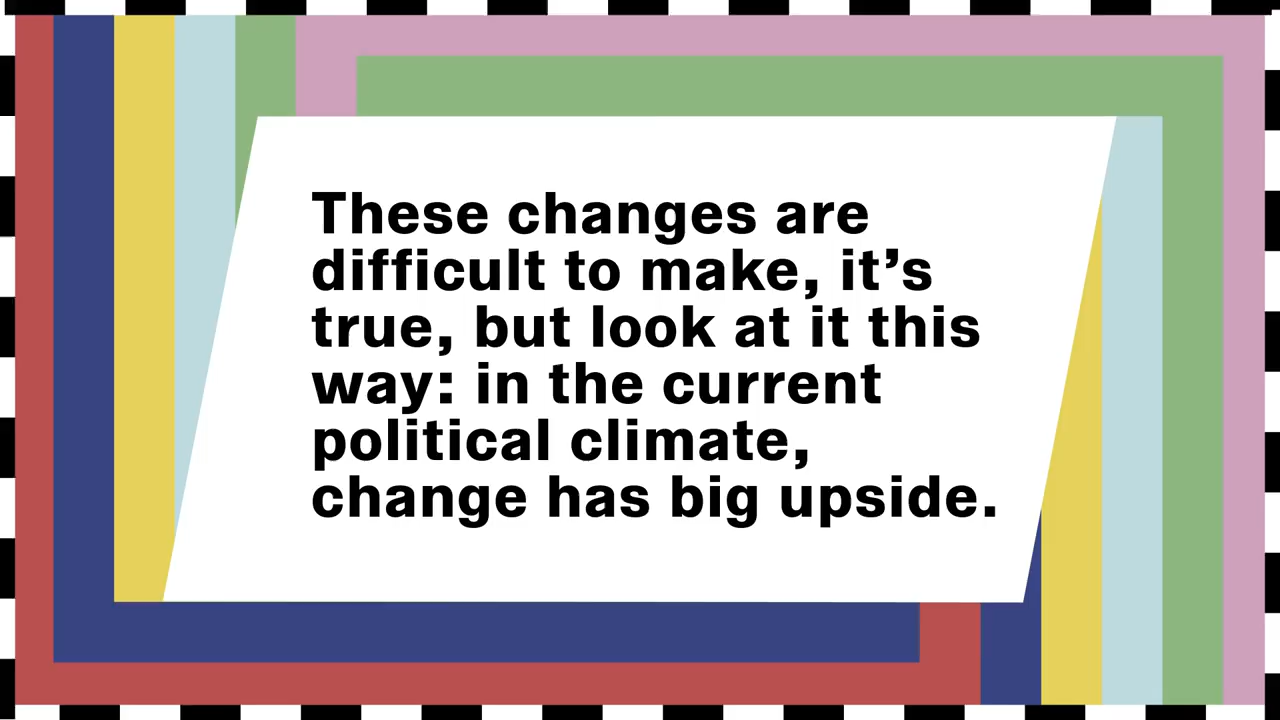 These changes are
difficult to make, it’s
true, but look at it this
way: in the current
political climate,
change has big upside.